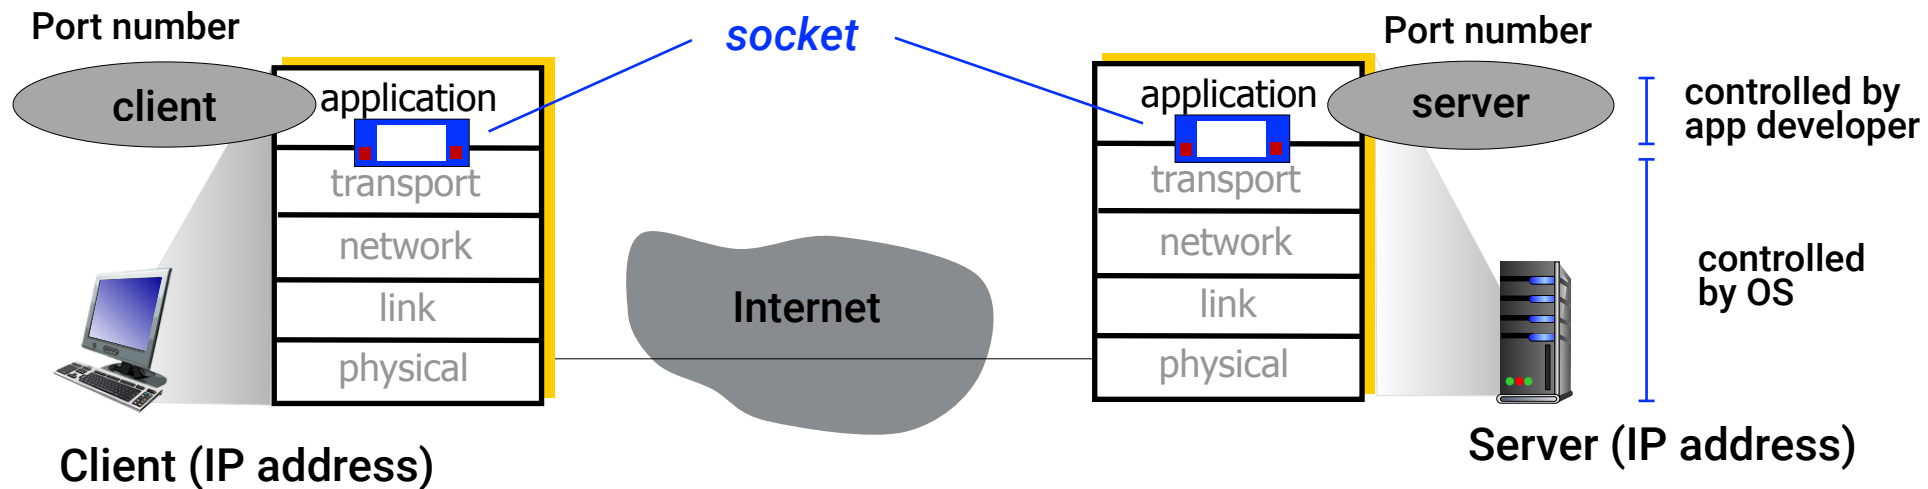 Port number
socket
Port number
client
application
application
server
controlled by
app developer
transport
transport
network
network
controlled
by OS
link
Internet
link
physical
physical
Client (IP address)
Server (IP address)